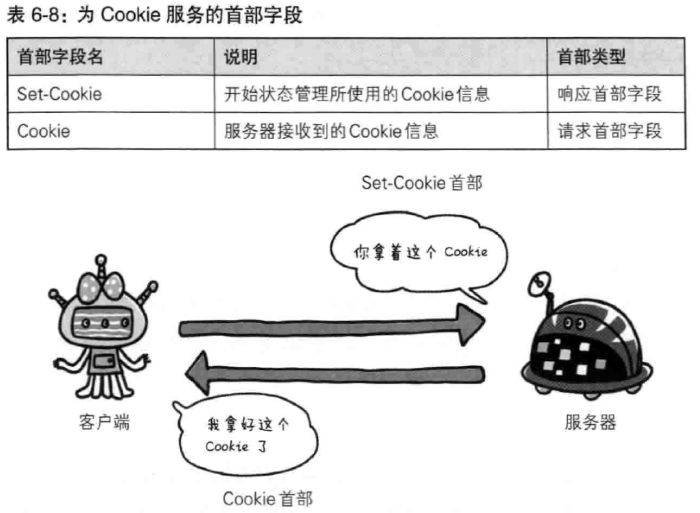 表 6-8：为 Cookie 服务的首部字段
首部字段名 说明 首部类型
Set-Cookie 开始状态管理所使用的Cookie信息 响应首部字段
Cookie 服务器接收到的Cookie信息 请求首部字段
Set-Cookie 首部
你拿着这个 Cookie
客户端
服务器
我拿好这个
Cookie 了
Cookie 首部